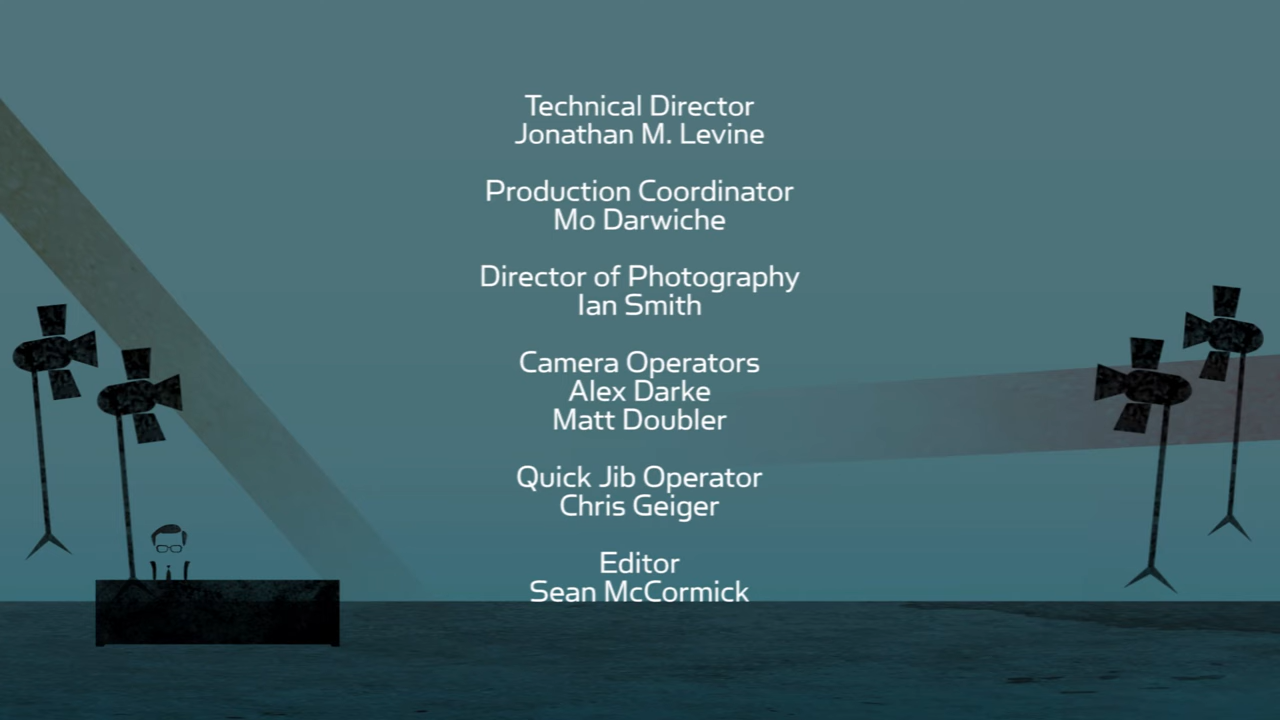 Technical Director
Jonathan M. Levine
Production Coordinator
Mo Darwiche
Director of Photography
Ian Smith
Camera Operators
Alex Darke
Matt Doubler
Quick Jib Operator
Chris Geiger
Editor
Sean McCormick